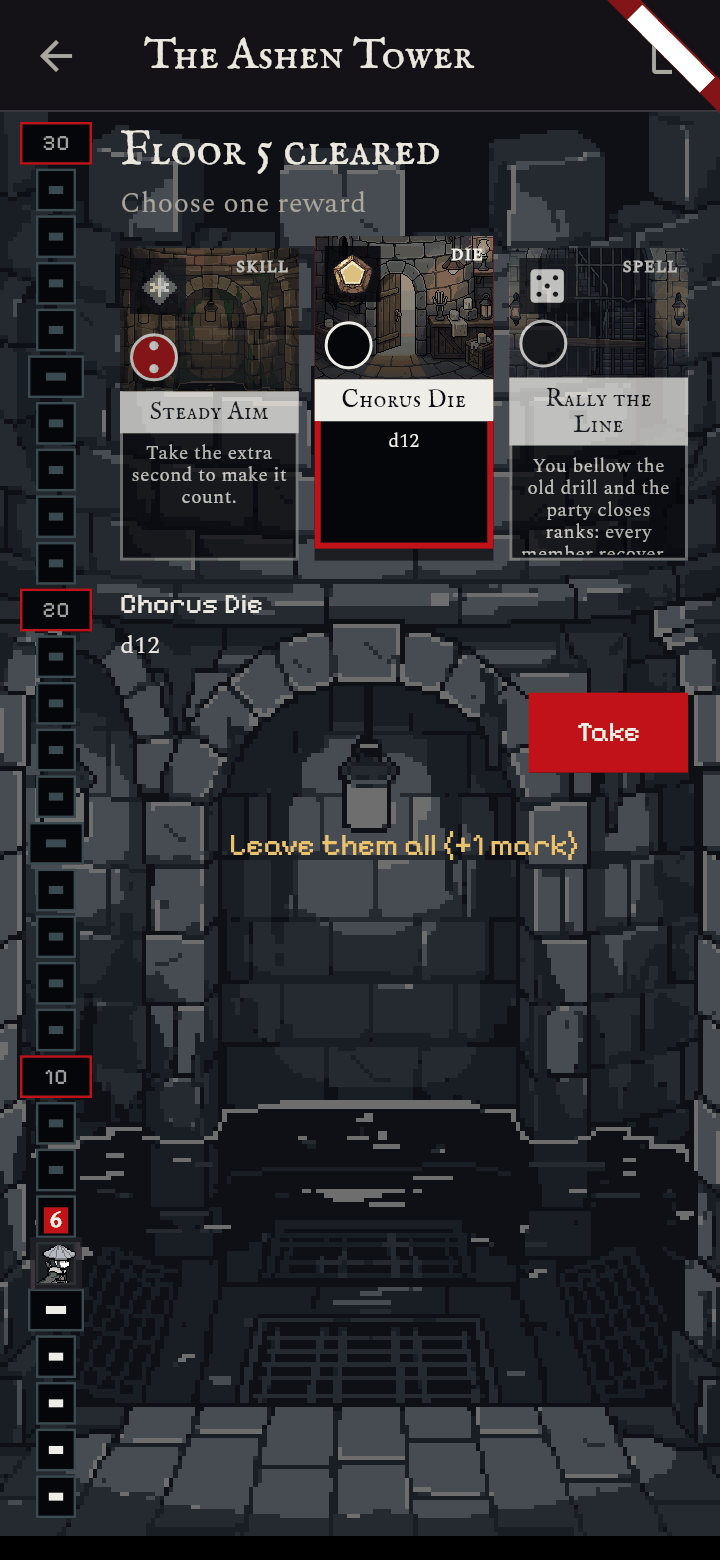 The Ashen Tower
30
Floor 5 cleared
Choose one reward
SKILL
Steady Aim
Take the extra
second to make it
count.
DIE
Chorus Die
d12
SPELL
Rally the
Line
You bellow the
old drill and the
party closes
ranks: every
member recover
20
Chorus Die
d12
Take
Leave them all (+1 mark)
10
6